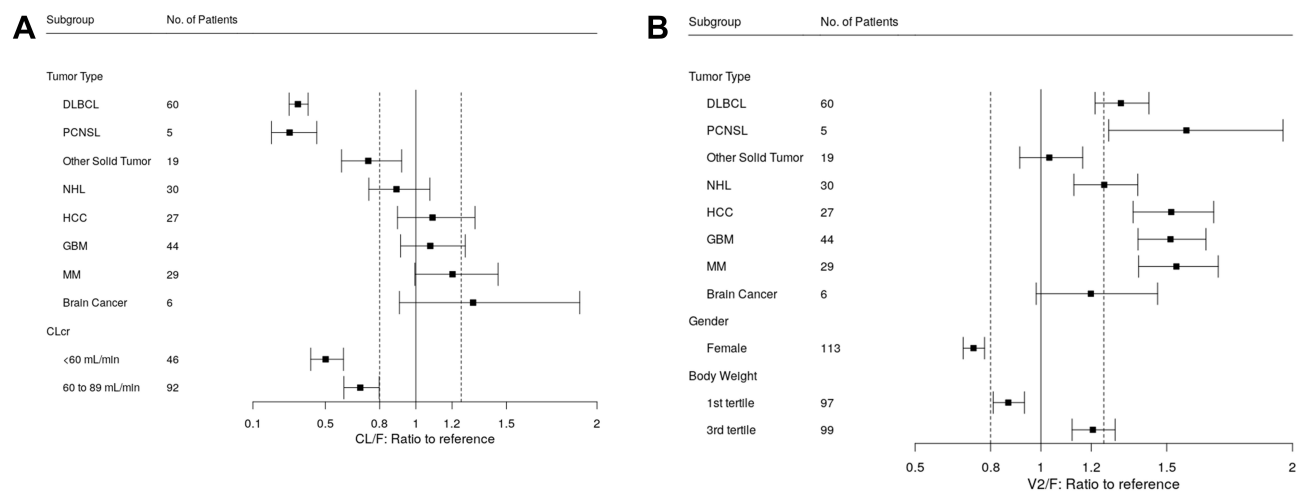 A
Subgroup No. of Patients
Tumor Type
DLBCL 60
PCNSL 5
Other Solid Tumor 19
NHL 30
HCC 27
GBM 44
MM 29
Brain Cancer 6
CLcr
<60 mL/min 46
60 to 89 mL/min 92
0.1 0.5 0.8 1 1.2 1.5 2
CL/F: Ratio to reference
B
Subgroup No. of Patients
Tumor Type
DLBCL 60
PCNSL 5
Other Solid Tumor 19
NHL 30
HCC 27
GBM 44
MM 29
Brain Cancer 6
Gender
Female 113
Body Weight
1st tertile 97
3rd tertile 99
0.5 0.8 1 1.2 1.5 2
V2/F: Ratio to reference